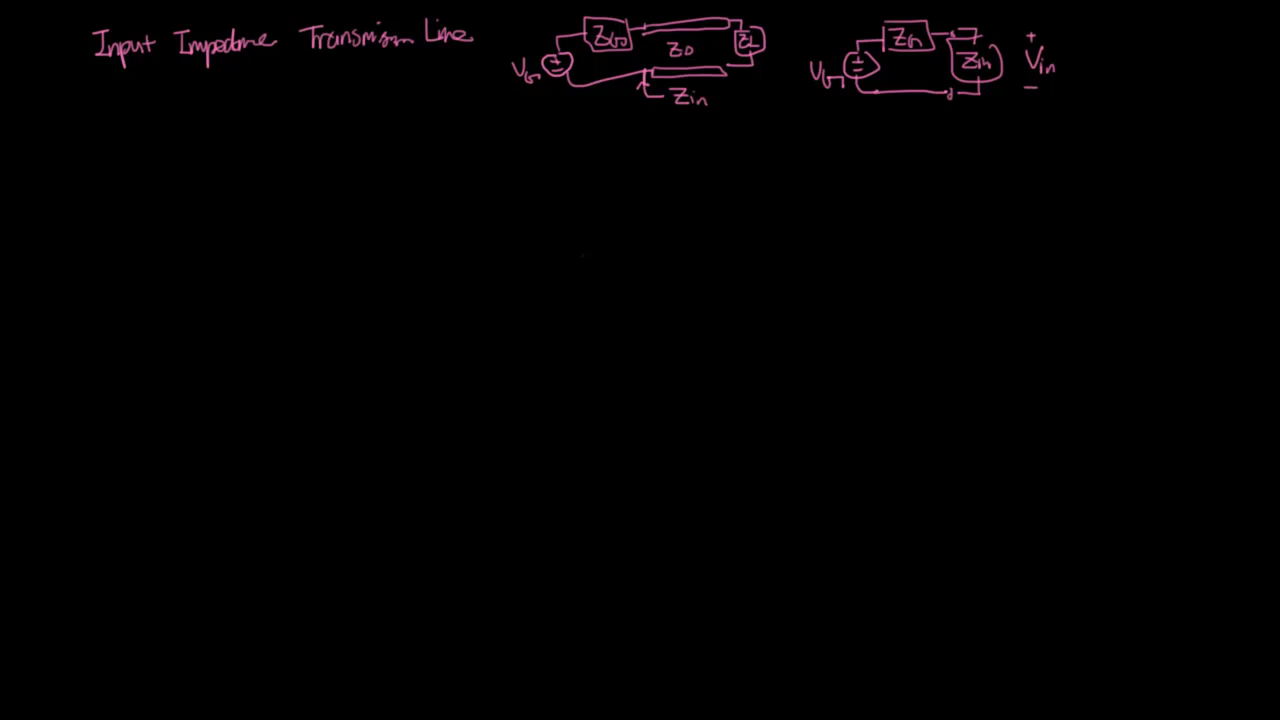 Input Impedance Transmission Line
ZG Z0 ZL
VG
Zin
ZG Zin
VG
+
Vin
-